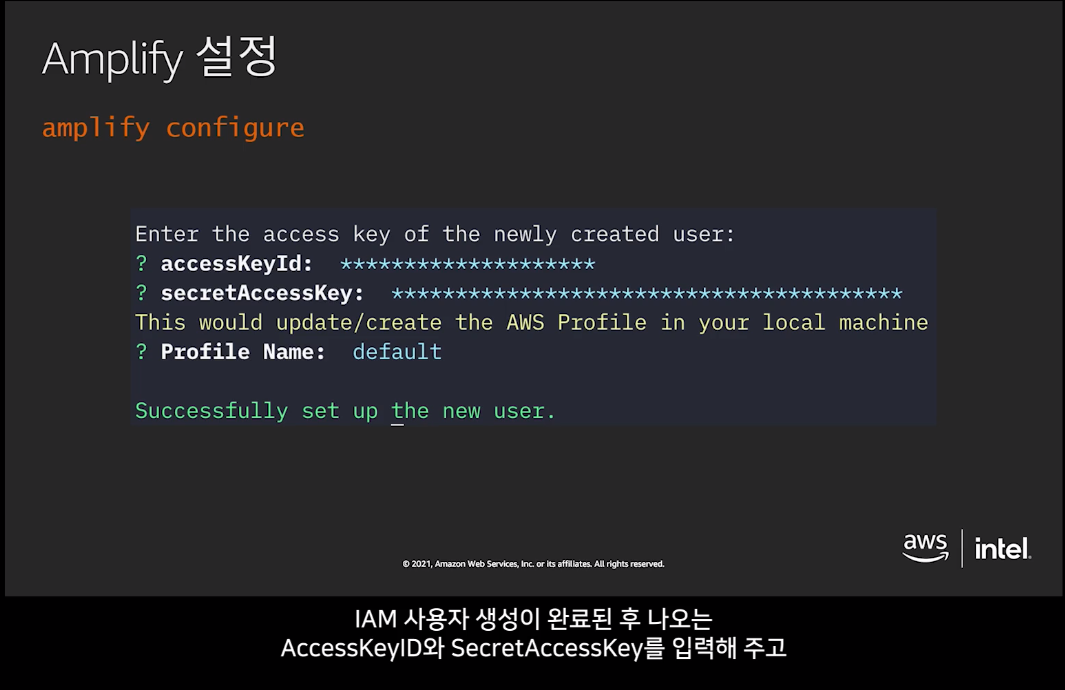 Amplify 설정
amplify configure
Enter the access key of the newly created user:
? accessKeyId: ********************
? secretAccessKey: ****************************************
This would update/create the AWS Profile in your local machine
? Profile Name: default
Successfully set up the new user.
aws intel.
© 2021, Amazon Web Services, Inc. or its affiliates. All rights reserved.
IAM 사용자 생성이 완료된 후 나오는
AccessKeyID와 SecretAccessKey를 입력해 주고